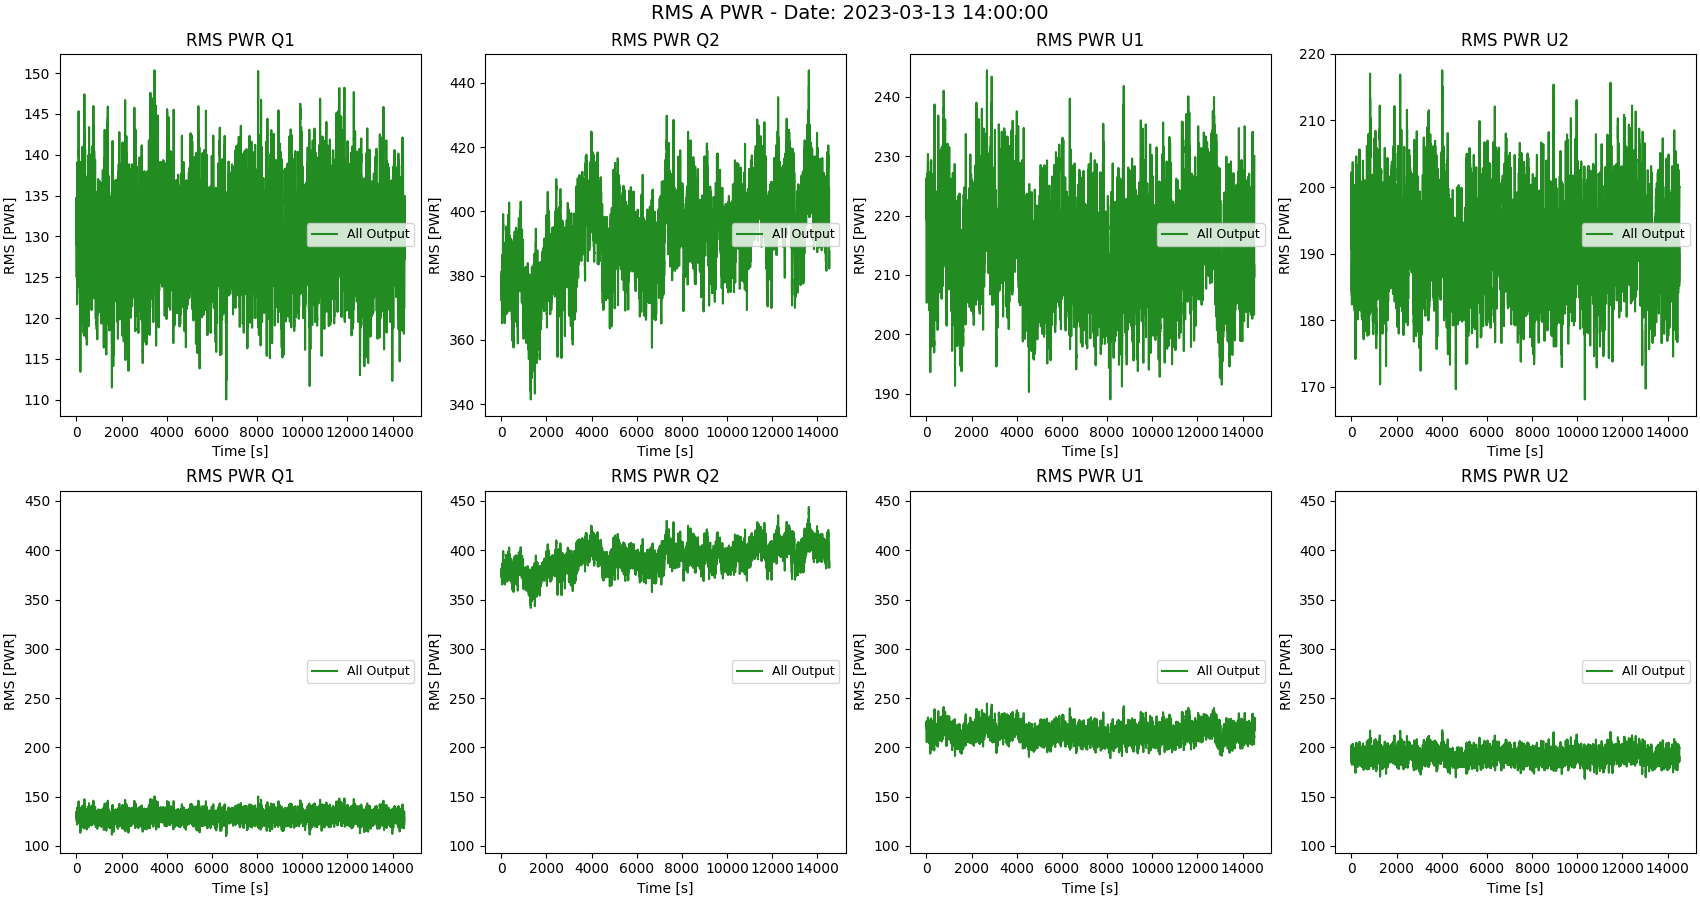 RMS A PWR - Date: 2023-03-13 14:00:00
RMS PWR Q1
RMS [PWR]
150
145
140
135
130
125
120
115
110
All Output
0 2000 4000 6000 8000 10000 12000 14000
Time [s]
RMS PWR Q2
RMS [PWR]
440
420
400
380
360
340
All Output
0 2000 4000 6000 8000 10000 12000 14000
Time [s]
RMS PWR U1
RMS [PWR]
240
230
220
210
200
190
All Output
0 2000 4000 6000 8000 10000 12000 14000
Time [s]
RMS PWR U2
RMS [PWR]
220
210
200
190
180
170
All Output
0 2000 4000 6000 8000 10000 12000 14000
Time [s]
RMS PWR Q1
RMS [PWR]
450
400
350
300
250
200
150
100
All Output
0 2000 4000 6000 8000 10000 12000 14000
Time [s]
RMS PWR Q2
RMS [PWR]
450
400
350
300
250
200
150
100
All Output
0 2000 4000 6000 8000 10000 12000 14000
Time [s]
RMS PWR U1
RMS [PWR]
450
400
350
300
250
200
150
100
All Output
0 2000 4000 6000 8000 10000 12000 14000
Time [s]
RMS PWR U2
RMS [PWR]
450
400
350
300
250
200
150
100
All Output
0 2000 4000 6000 8000 10000 12000 14000
Time [s]